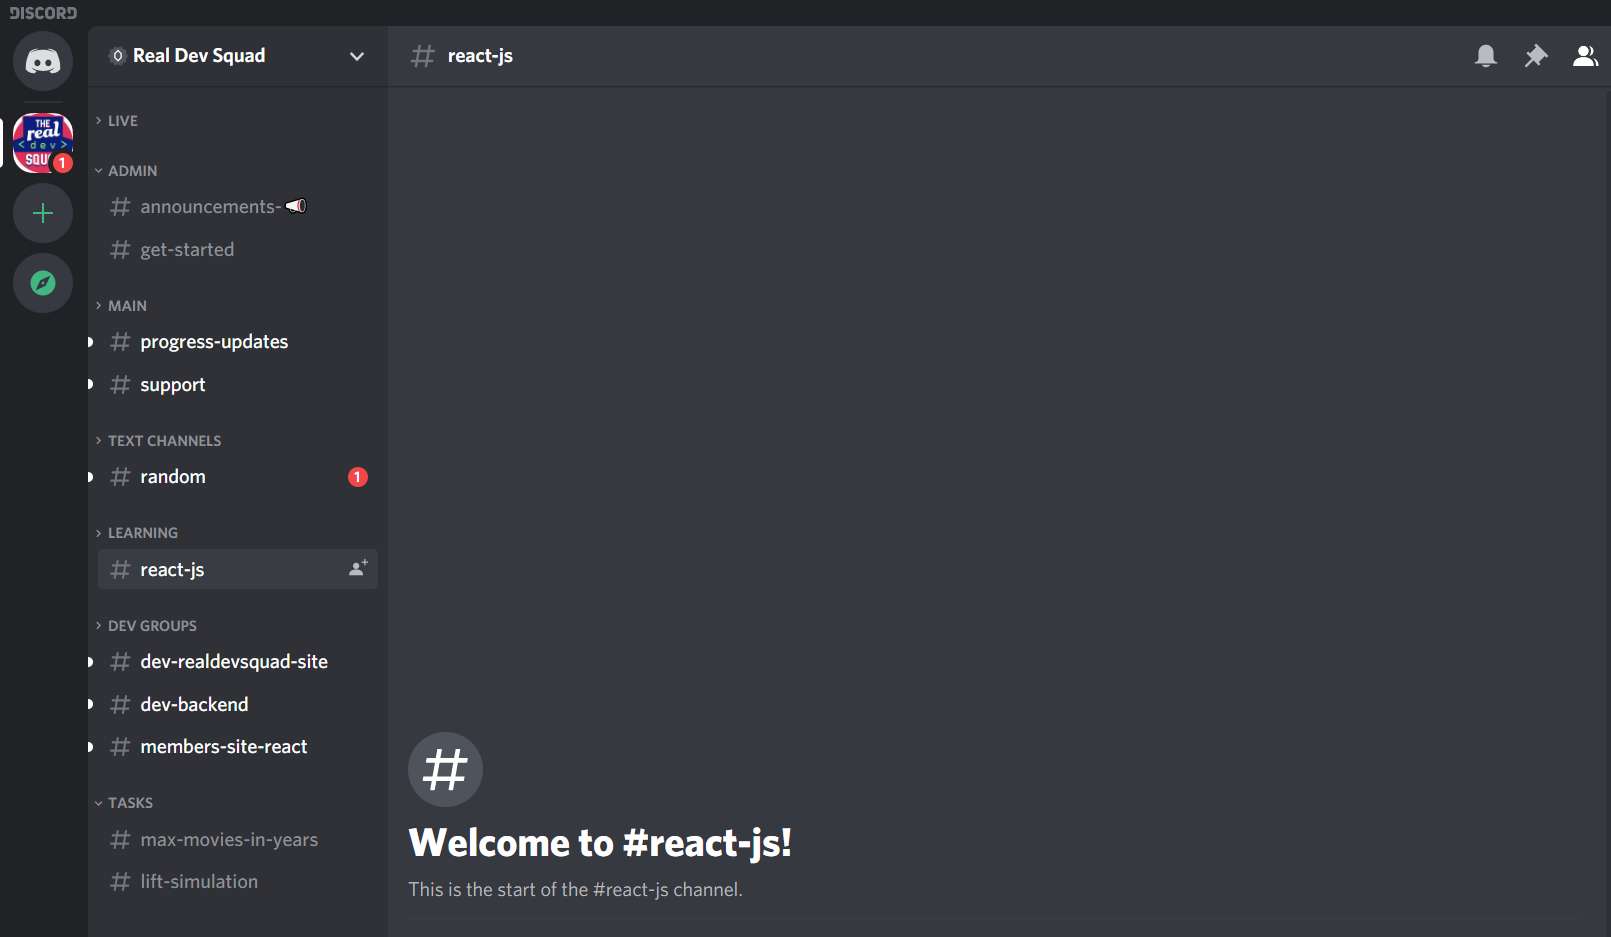 DISCORD
THE
real
<dev>
SQU
1
Real Dev Squad
LIVE
ADMIN
# announcements-
# get-started
MAIN
# progress-updates
# support
TEXT CHANNELS
# random 1
LEARNING
# react-js
DEV GROUPS
# dev-realdevsquad-site
# dev-backend
# members-site-react
TASKS
# max-movies-in-years
# lift-simulation
# react-js
#
Welcome to #react-js!
This is the start of the #react-js channel.